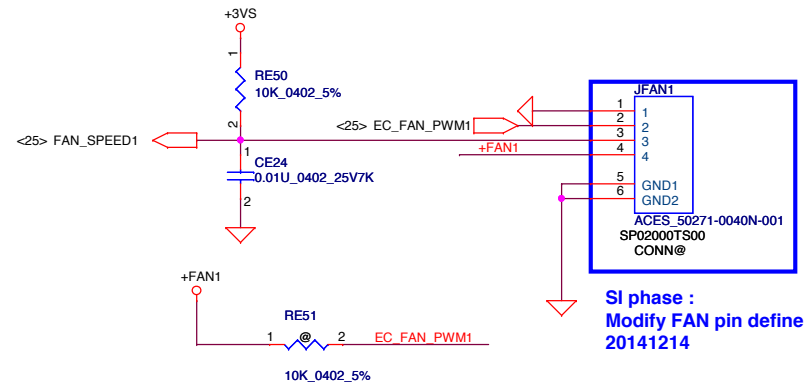 +3VS
1
RE50
10K_0402_5%
2
<25> FAN_SPEED1
1
CE24
0.01U_0402_25V7K
2
<25> EC_FAN_PWM1
+FAN1
JFAN1
1 1
2 2
3 3
4 4
5 GND1
6 GND2
ACES_50271-0040N-001
SP02000TS00
CONN@
SI phase :
Modify FAN pin define
20141214
+FAN1
RE51
1 @ 2 EC_FAN_PWM1
10K_0402_5%